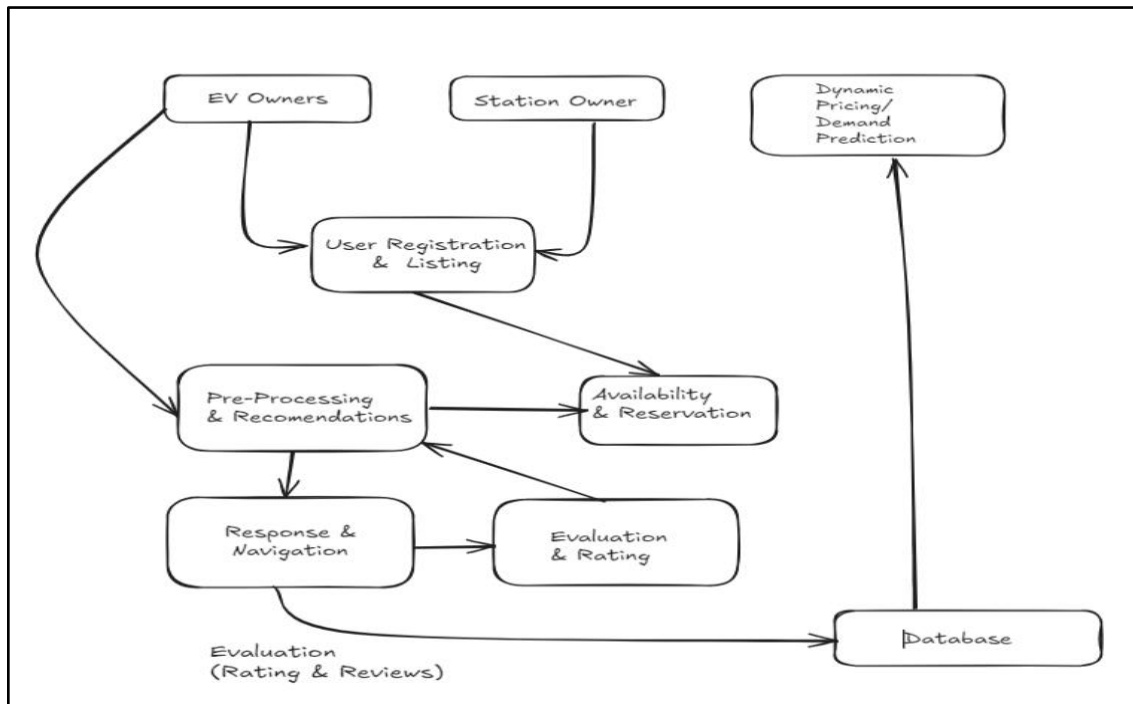 EV Owners
Station Owner
Dynamic
Pricing/
Demand
Prediction
User Registration
& Listing
Pre-Processing
& Recomendations
Availability
& Reservation
Response &
Navigation
Evaluation
& Rating
Database
Evaluation
(Rating & Reviews)